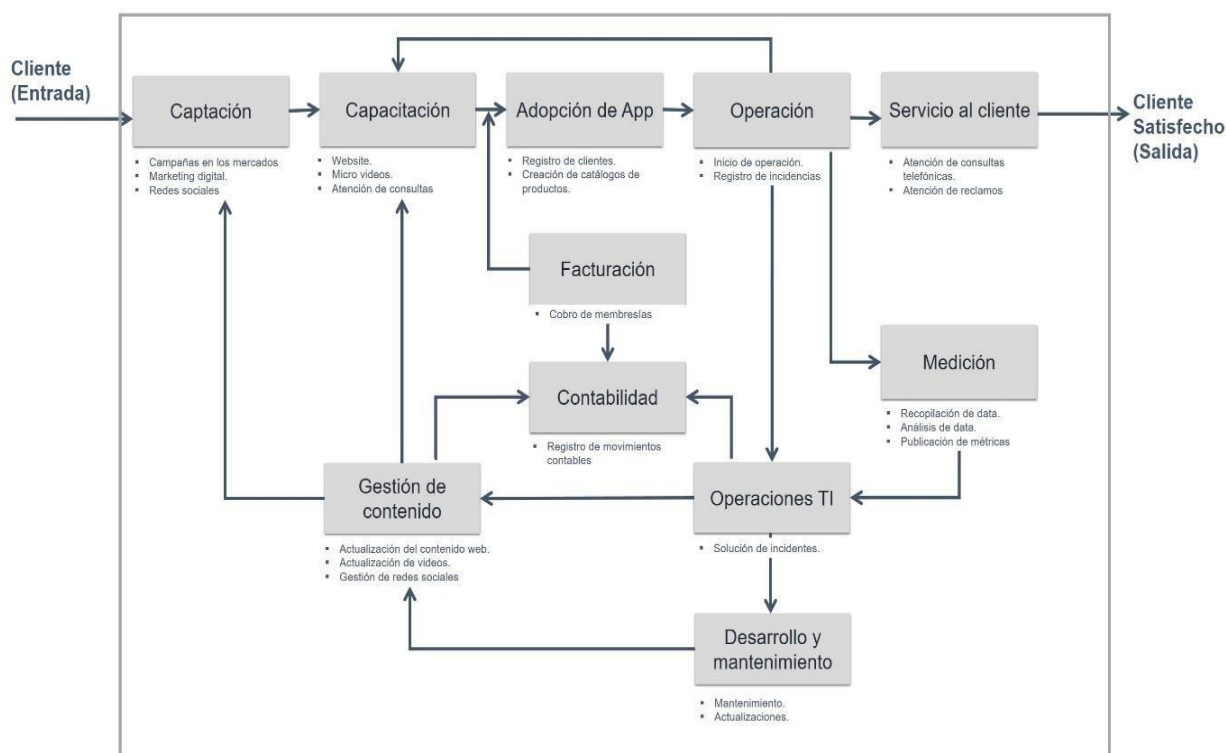 Cliente
(Entrada)
Captación
▪ Campañas en los mercados
▪ Marketing digital.
▪ Redes sociales
Capacitación
▪ Website.
▪ Micro videos.
▪ Atención de consultas
Adopción de App
▪ Registro de clientes.
▪ Creación de catálogos de
productos.
Operación
▪ Inicio de operación.
▪ Registro de incidencias
Servicio al cliente
▪ Atención de consultas
telefónicas.
▪ Atención de reclamos
Cliente
Satisfecho
(Salida)
Facturación
▪ Cobro de membresías
Medición
▪ Recopilación de data.
▪ Análisis de data.
▪ Publicación de métricas
Contabilidad
▪ Registro de movimientos
contables
Gestión de
contenido
▪ Actualización del contenido web.
▪ Actualización de videos.
▪ Gestión de redes sociales
Operaciones TI
▪ Solución de incidentes.
Desarrollo y
mantenimiento
▪ Mantenimiento.
▪ Actualizaciones.